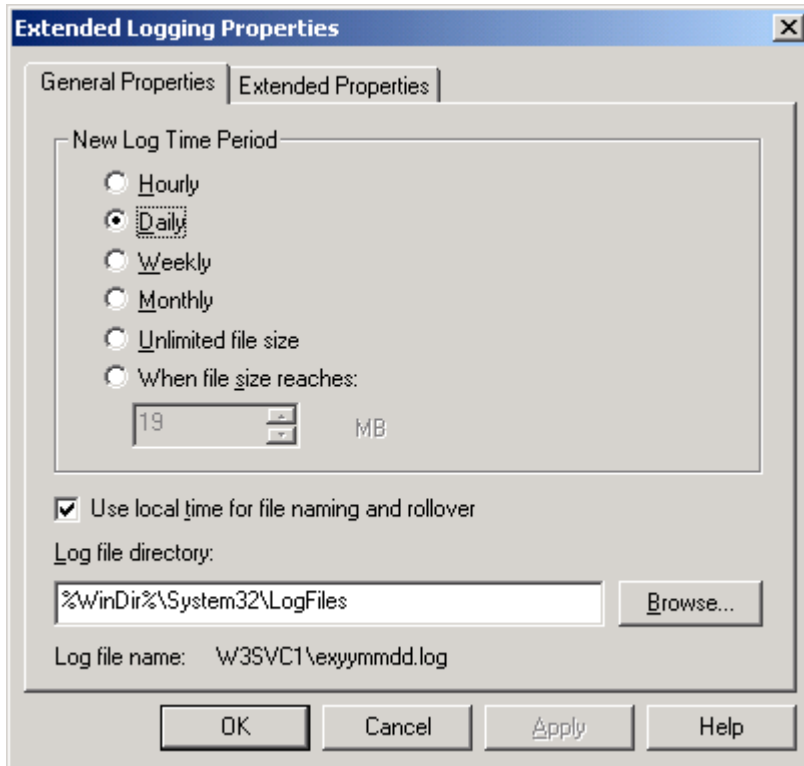 Extended Logging Properties
General Properties Extended Properties
New Log Time Period
Hourly
Daily
Weekly
Monthly
Unlimited file size
When file size reaches:
19 MB
Use local time for file naming and rollover
Log file directory:
%WinDir%\System32\LogFiles Browse...
Log file name: W3SVC1\exyymmdd.log
OK Cancel Apply Help